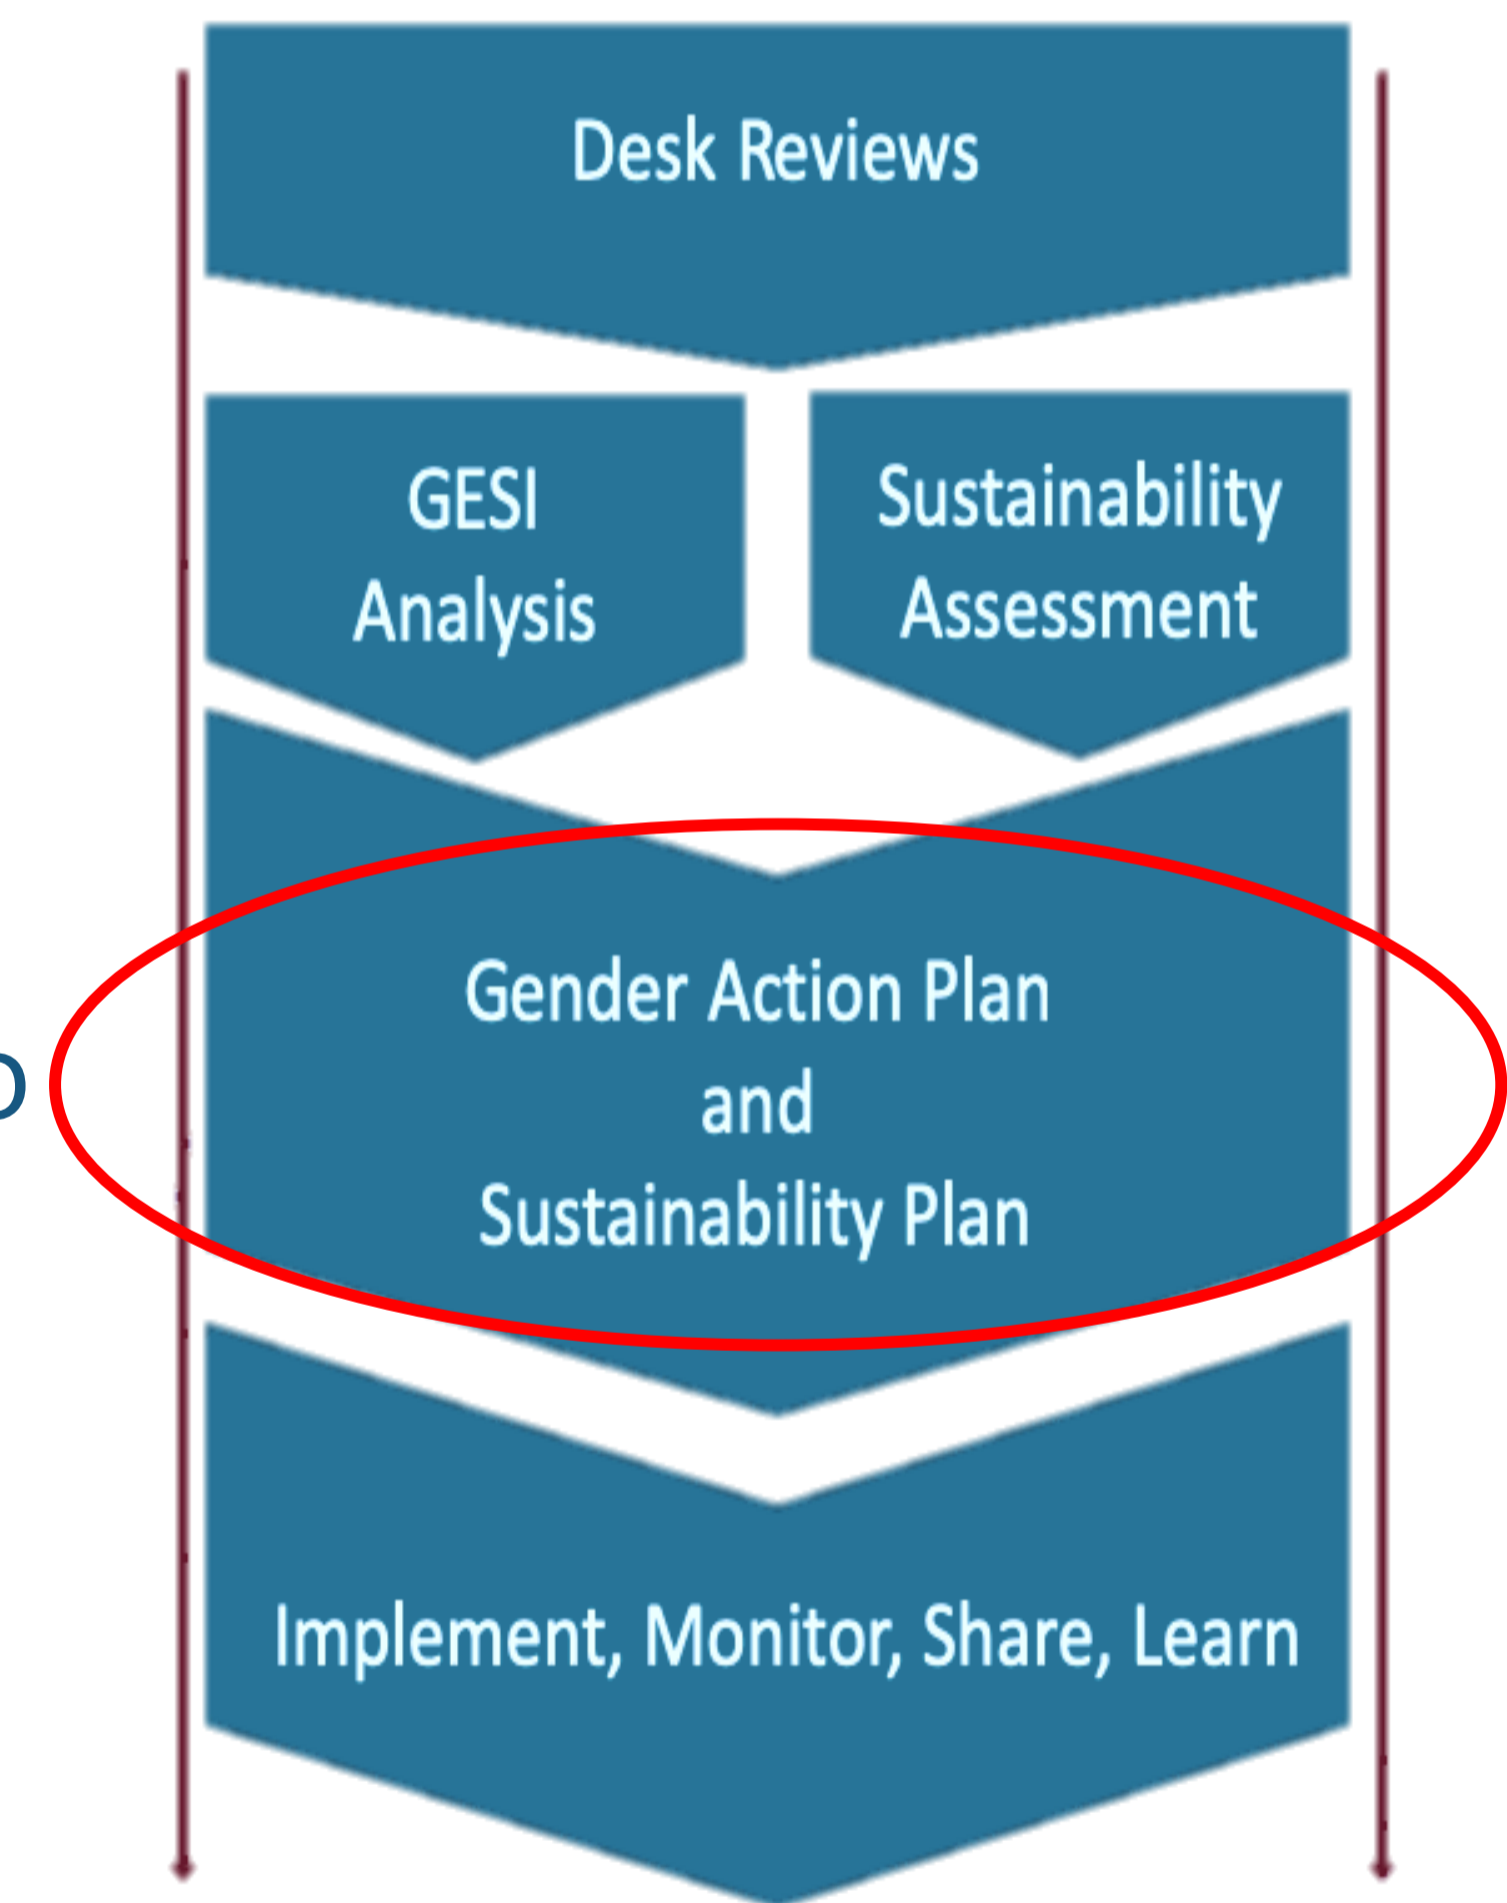 Desk Reviews
GESI
Analysis
Sustainability
Assessment
Gender Action Plan
and
Sustainability Plan
Implement, Monitor, Share, Learn